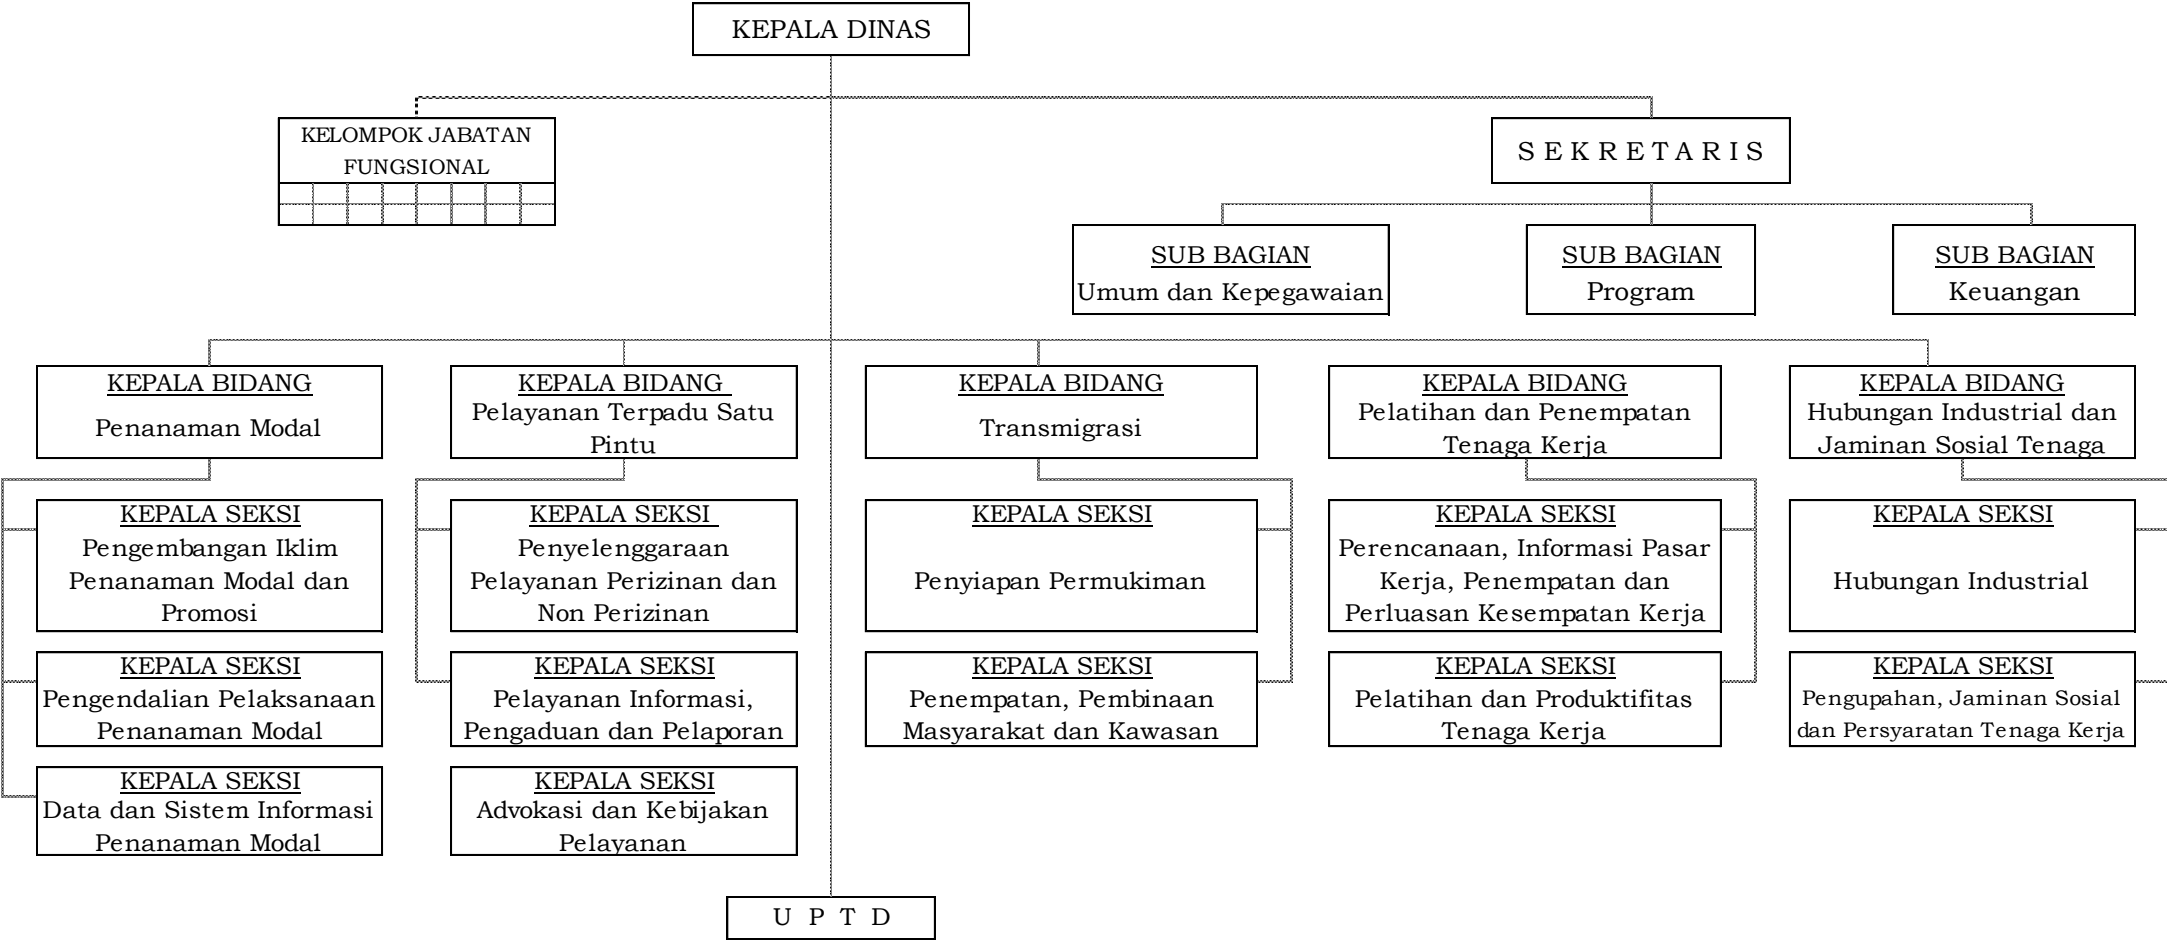 KEPALA DINAS
KELOMPOK JABATAN
FUNGSIONAL
S E K R E T A R I S
SUB BAGIAN
Umum dan Kepegawaian
SUB BAGIAN
Program
SUB BAGIAN
Keuangan
KEPALA BIDANG
Penanaman Modal
KEPALA BIDANG
Pelayanan Terpadu Satu
Pintu
KEPALA BIDANG
Transmigrasi
KEPALA BIDANG
Pelatihan dan Penempatan
Tenaga Kerja
KEPALA BIDANG
Hubungan Industrial dan
Jaminan Sosial Tenaga
KEPALA SEKSI
Pengembangan Iklim
Penanaman Modal dan
Promosi
KEPALA SEKSI
Penyelenggaraan
Pelayanan Perizinan dan
Non Perizinan
KEPALA SEKSI
Penyiapan Permukiman
KEPALA SEKSI
Perencanaan, Informasi Pasar
Kerja, Penempatan dan
Perluasan Kesempatan Kerja
KEPALA SEKSI
Hubungan Industrial
KEPALA SEKSI
Pengendalian Pelaksanaan
Penanaman Modal
KEPALA SEKSI
Pelayanan Informasi,
Pengaduan dan Pelaporan
KEPALA SEKSI
Penempatan, Pembinaan
Masyarakat dan Kawasan
KEPALA SEKSI
Pelatihan dan Produktifitas
Tenaga Kerja
KEPALA SEKSI
Pengupahan, Jaminan Sosial
dan Persyaratan Tenaga Kerja
KEPALA SEKSI
Data dan Sistem Informasi
Penanaman Modal
KEPALA SEKSI
Advokasi dan Kebijakan
Pelayanan
U P T D